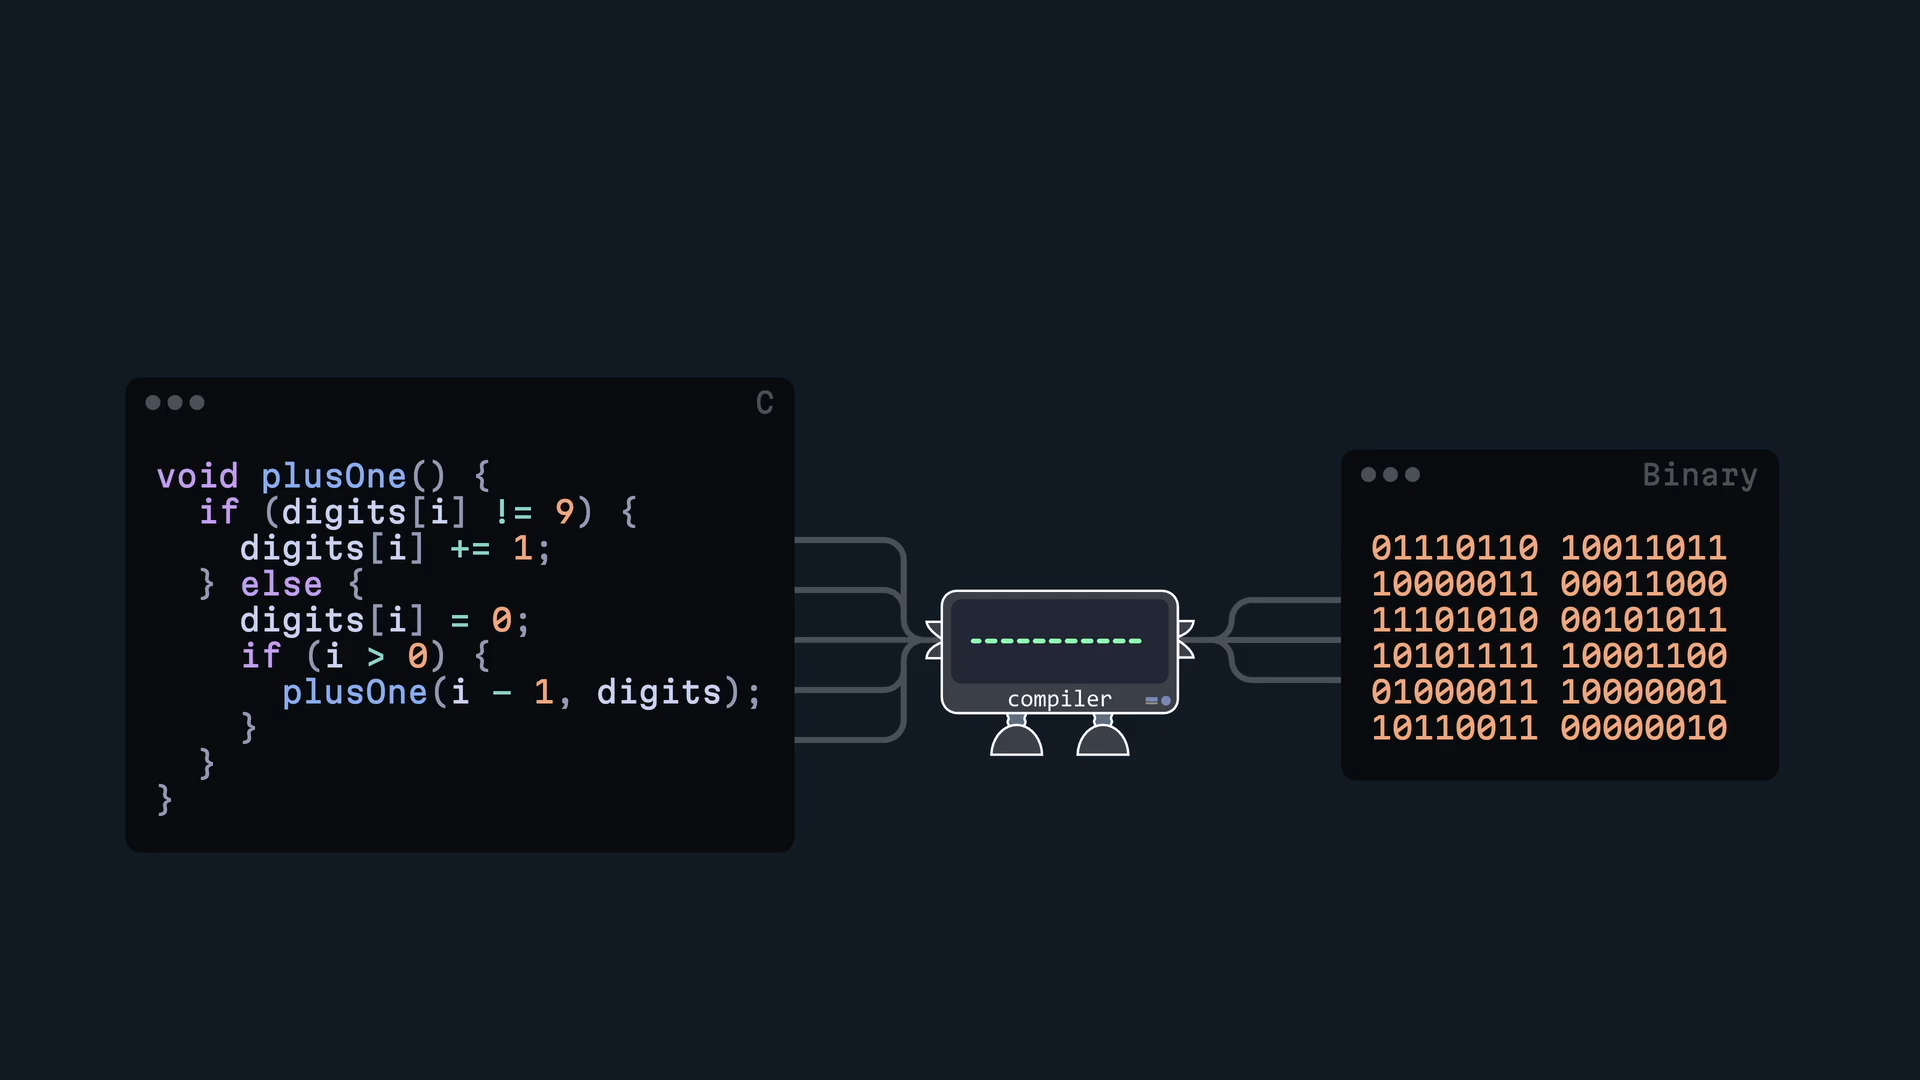 C
void plusOne() {
  if (digits[i] != 9) {
    digits[i] += 1;
  } else {
    digits[i] = 0;
    if (i > 0) {
      plusOne(i - 1, digits);
    }
  }
}
compiler
Binary
01110110 10011011
10000011 00011000
11101010 00101011
10101111 10001100
01000011 10000001
10110011 00000010